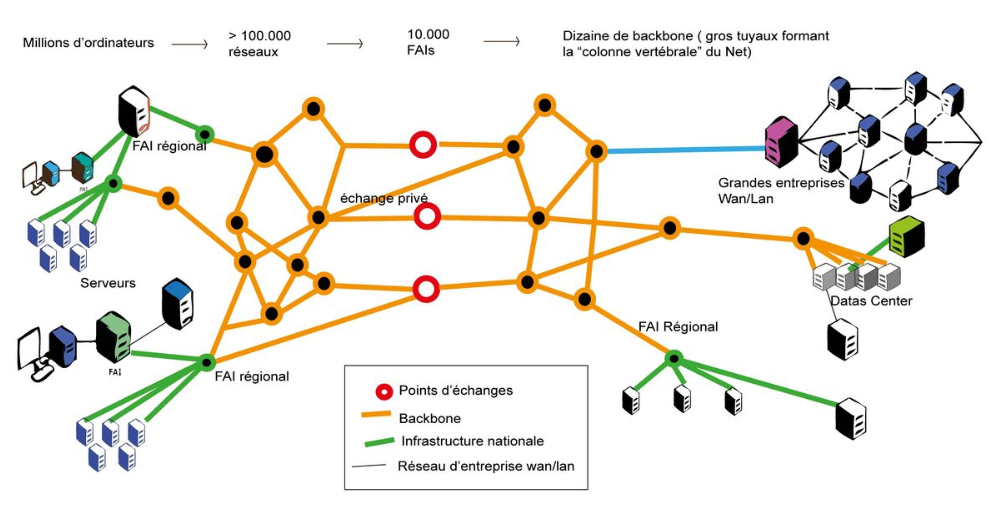 Millions d'ordinateurs
> 100.000
réseaux
10.000
FAIs
Dizaine de backbone ( gros tuyaux formant
la “colonne vertébrale” du Net)
FAI régional
FAI
échange privé
Grandes entreprises
Wan/Lan
Serveurs
Datas Center
FAI Régional
FAI
FAI régional
Points d'échanges
Backbone
Infrastructure nationale
Réseau d'entreprise wan/lan